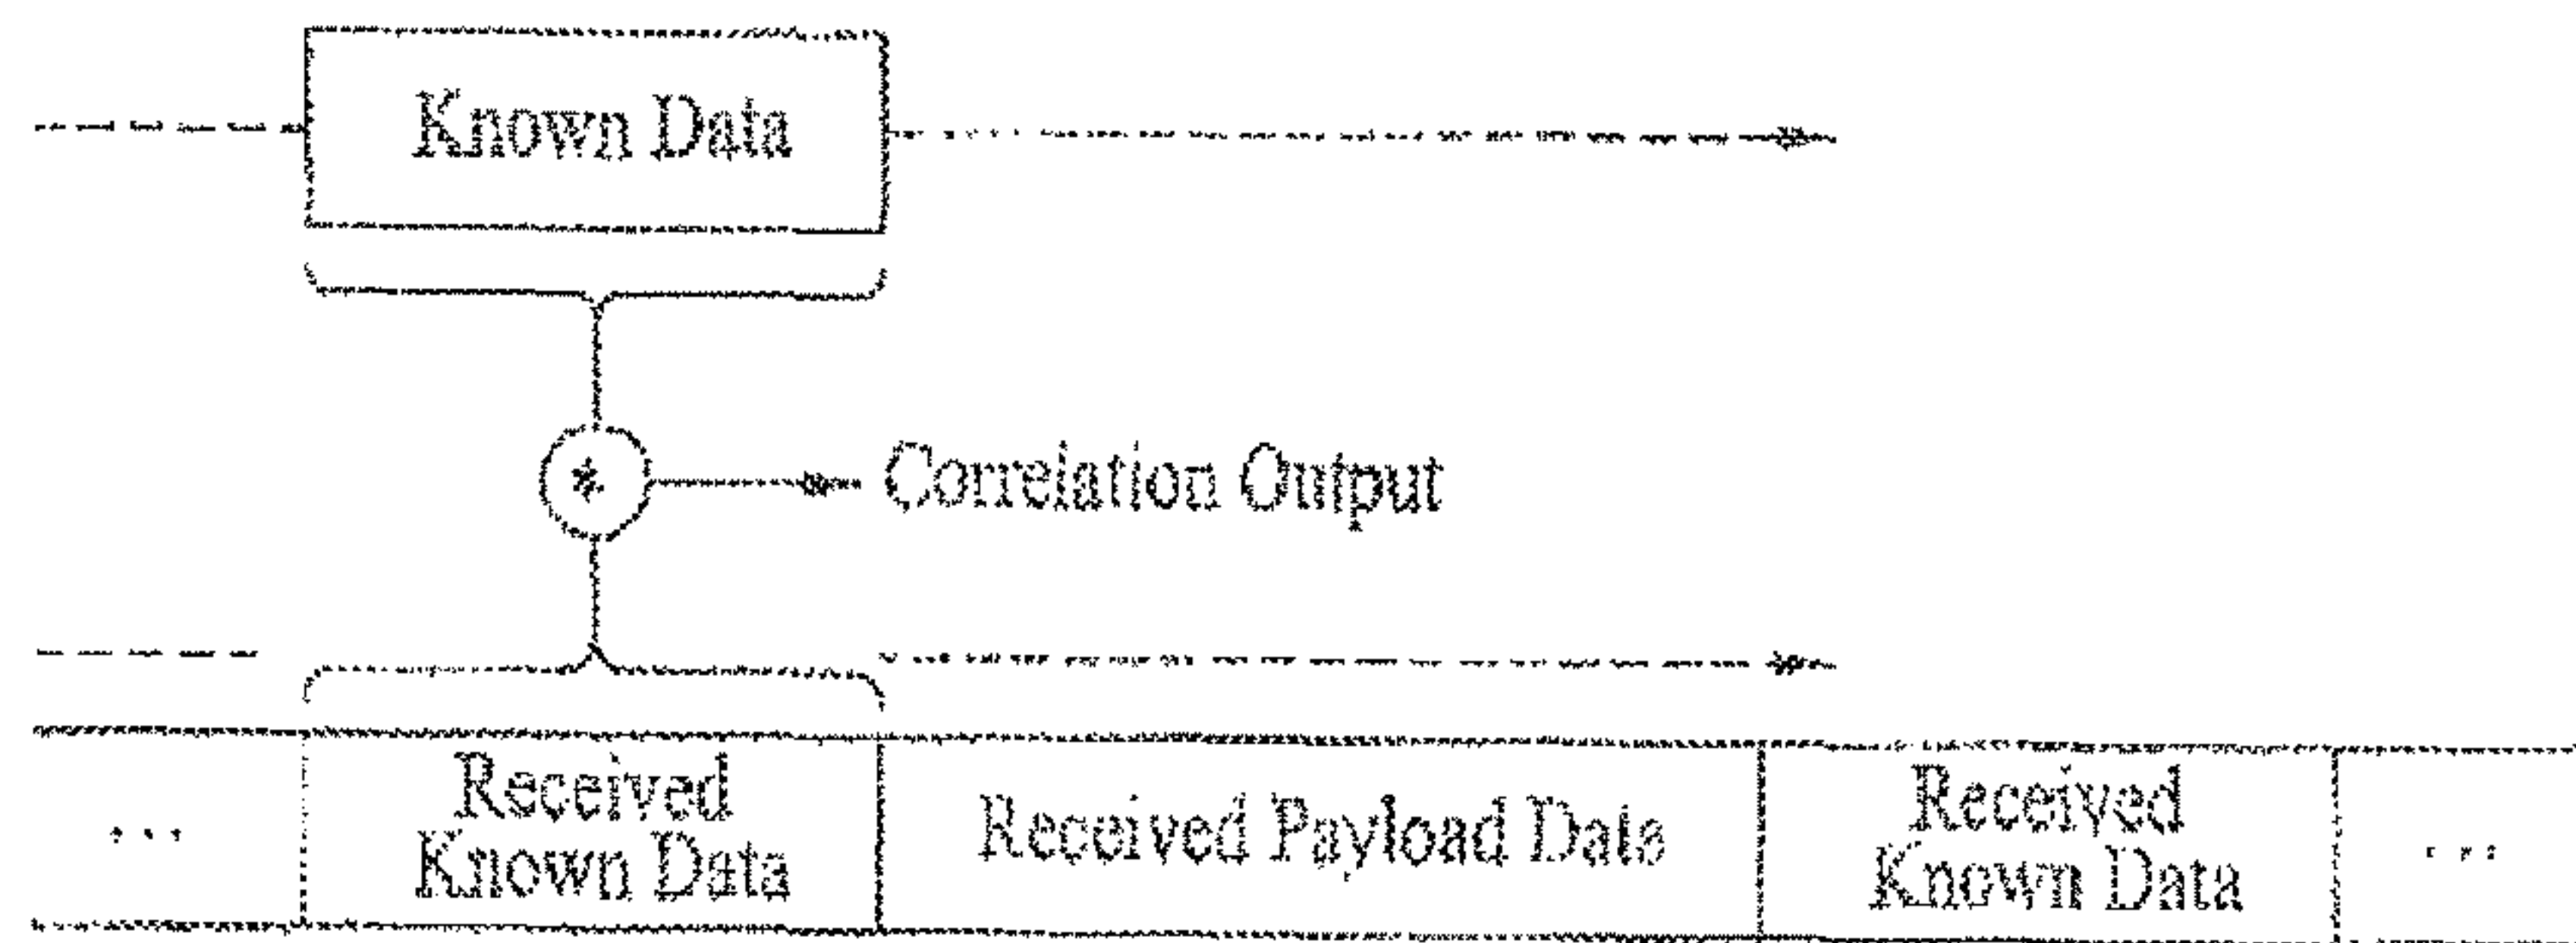 Known Data
*
Correlation Output
... Received Known Data Received Payload Data Received Known Data ...